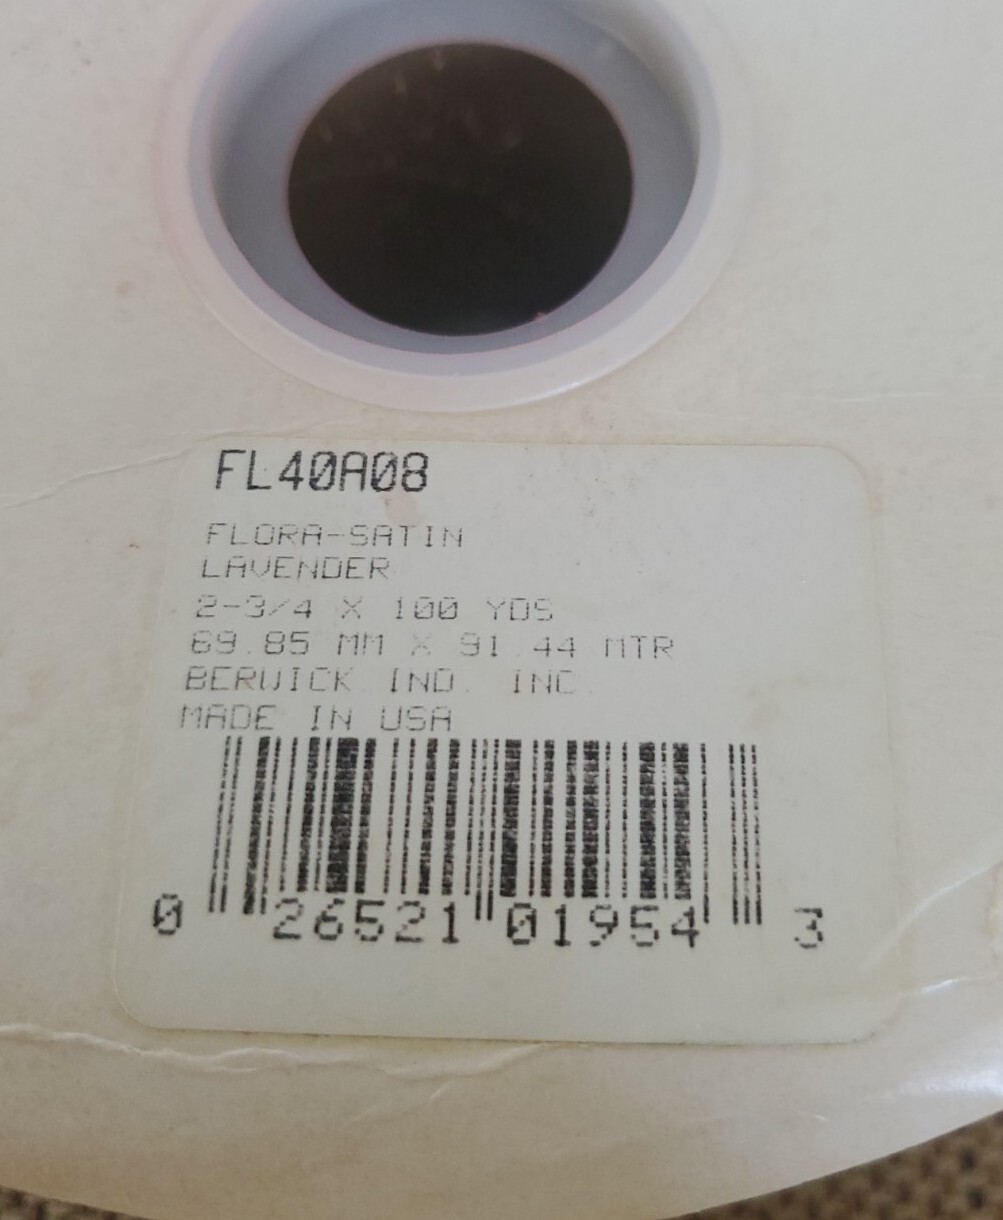 FL40A08
FLORA-SATIN
LAVENDER
2-3/4 X 100 YDS
69.85 MM X 91.44 MTR
BERWICK IND. INC.
MADE IN USA
0 26521 01954 3